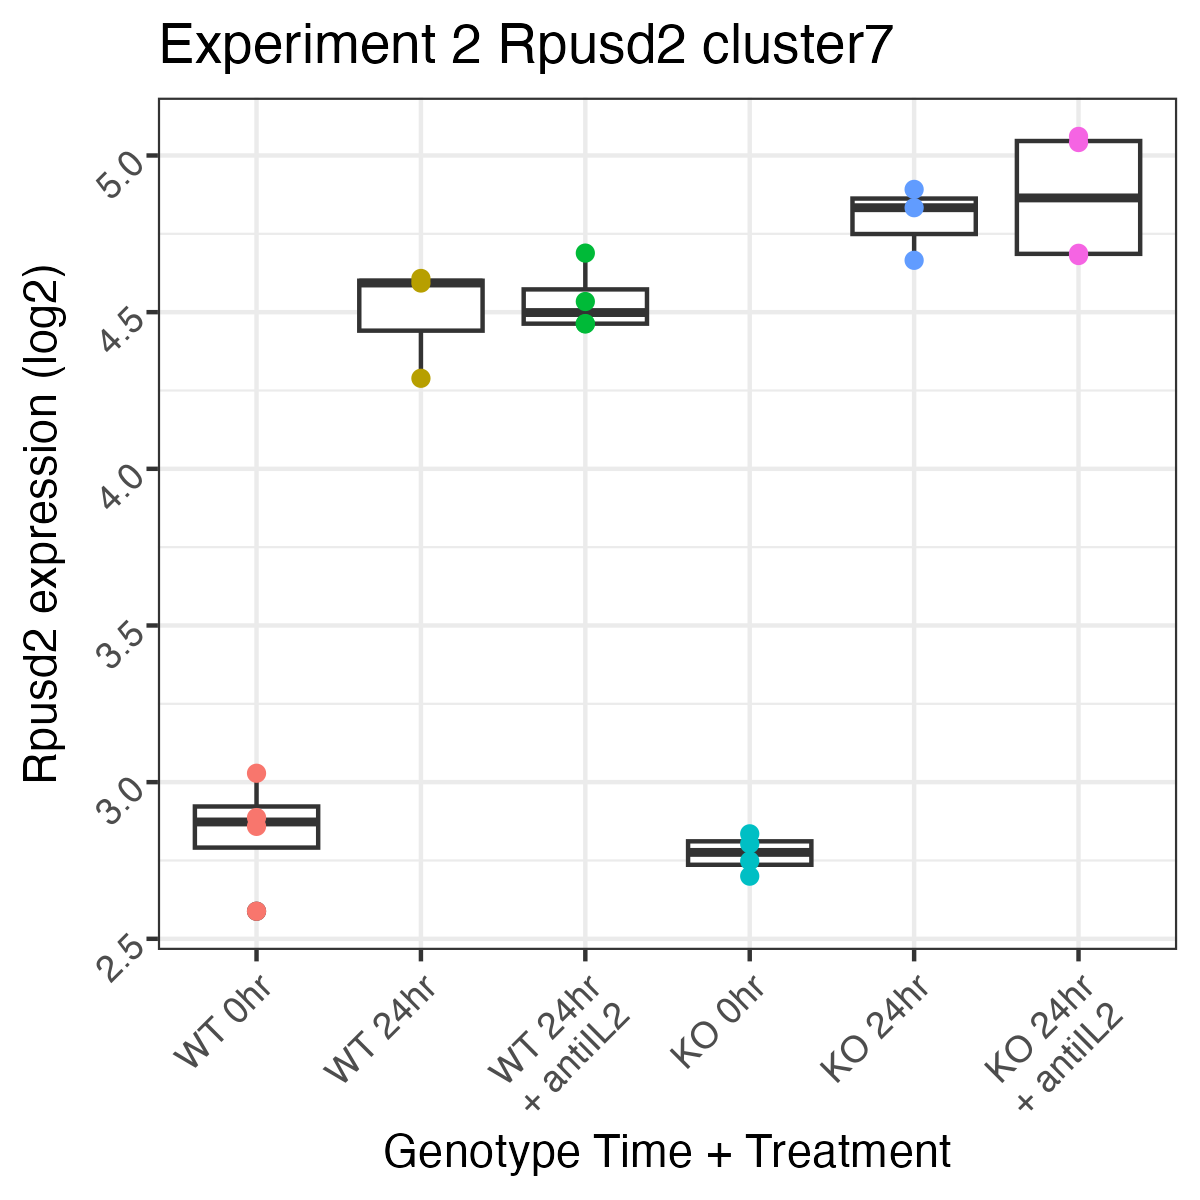 Experiment 2 Rpusd2 cluster7
Rpusd2 expression (log2)
5.0
4.5
4.0
3.5
3.0
2.5
WT 0hr
WT 24hr
WT 24hr
+ antiIL2
KO 0hr
KO 24hr
KO 24hr
+ antiIL2
Genotype Time + Treatment